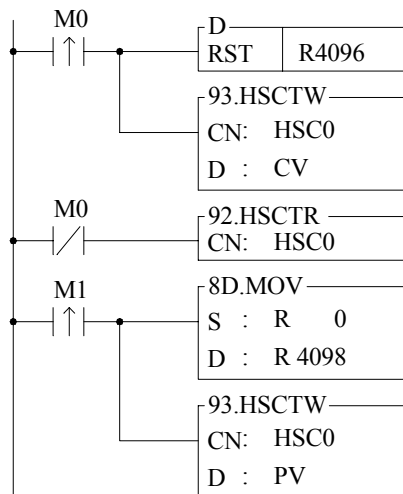 M0
D
RST R4096
93.HSCTW
CN: HSC0
D : CV
M0
92.HSCTR
CN: HSC0
M1
8D.MOV
S : R 0
D : R 4098
93.HSCTW
CN: HSC0
D : PV